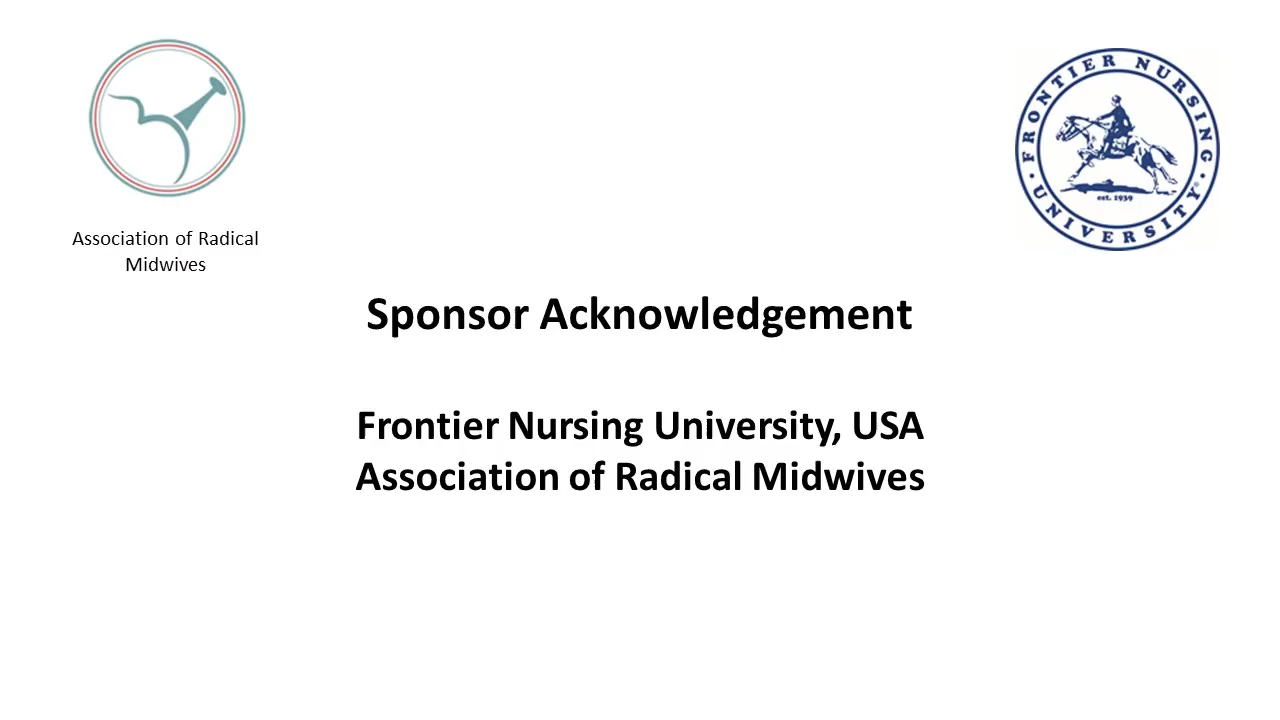 FRONTIER NURSING
· UNIVERSITY ® ·
est. 1939
Association of Radical
Midwives
Sponsor Acknowledgement
Frontier Nursing University, USA
Association of Radical Midwives